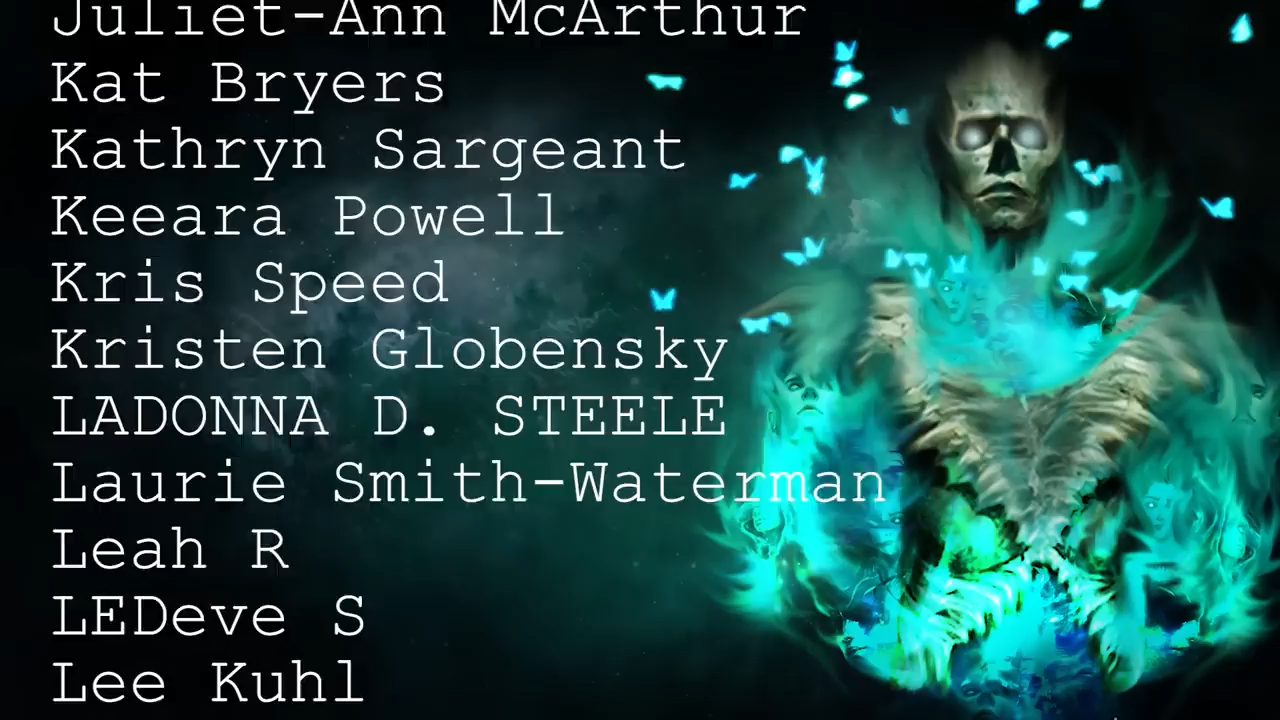 Juliet-Ann McArthur
Kat Bryers
Kathryn Sargeant
Keeara Powell
Kris Speed
Kristen Globensky
LADONNA D. STEELE
Laurie Smith-Waterman
Leah R
LEDeve S
Lee Kuhl